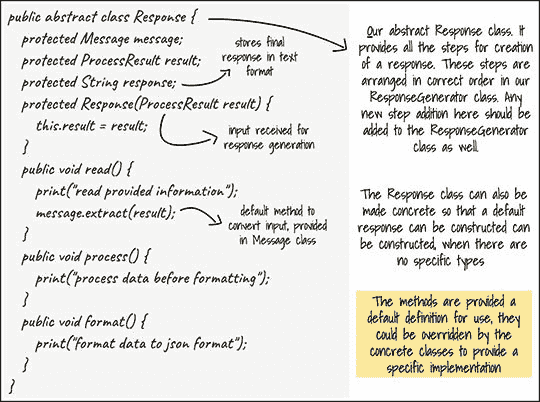 public abstract class Response {
protected Message message;
protected ProcessResult result;
protected String response;
protected Response(ProcessResult result) {
this.result = result;
}
public void read() {
print("read provided information");
message.extract(result);
}
public void process() {
print("process data before formatting");
}
public void format() {
print("format data to json format");
}
}
stores final
response in text
format
input received for
response generation
default method to
convert input, provided
in Message class
Our abstract Response class. It
provides all the steps for creation
of a response. These steps are
arranged in correct order in our
ResponseGenerator class. Any
new step addition here should be
added to the ResponseGenerator
class as well.
The Response class can also be
made concrete so that a default
response can be constructed can
be constructed, when there are
no specific types
The methods are provided a
default definition for use, they
could be overridden by the
concrete classes to provide a
specific implementation